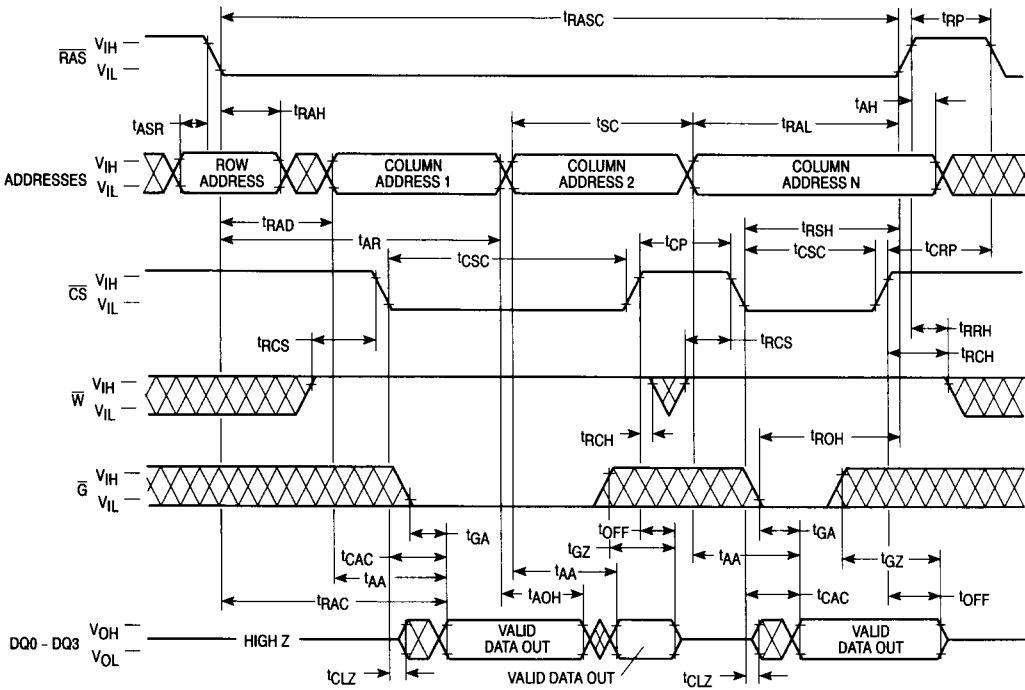 tRASC
tRP
RAS
VIH
VIL
tAH
tASR
tRAH
tSC
tRAL
ADDRESSES
VIH
VIL
ROW
ADDRESS
COLUMN
ADDRESS 1
COLUMN
ADDRESS 2
COLUMN
ADDRESS N
tRAD
tRSH
tAR
tCP
tCSC
tCRP
tCSC
CS
VIH
VIL
tRCS
tRCS
tRRH
tRCH
W
VIH
VIL
tRCH
tROH
G
VIH
VIL
tGA
tOFF
tGA
tCAC
tGZ
tGZ
tAA
tAA
tAA
tCAC
tRAC
tAOH
tOFF
DQ0 – DQ3
VOH
VOL
HIGH Z
VALID
DATA OUT
VALID
DATA OUT
tCLZ
VALID DATA OUT
tCLZ